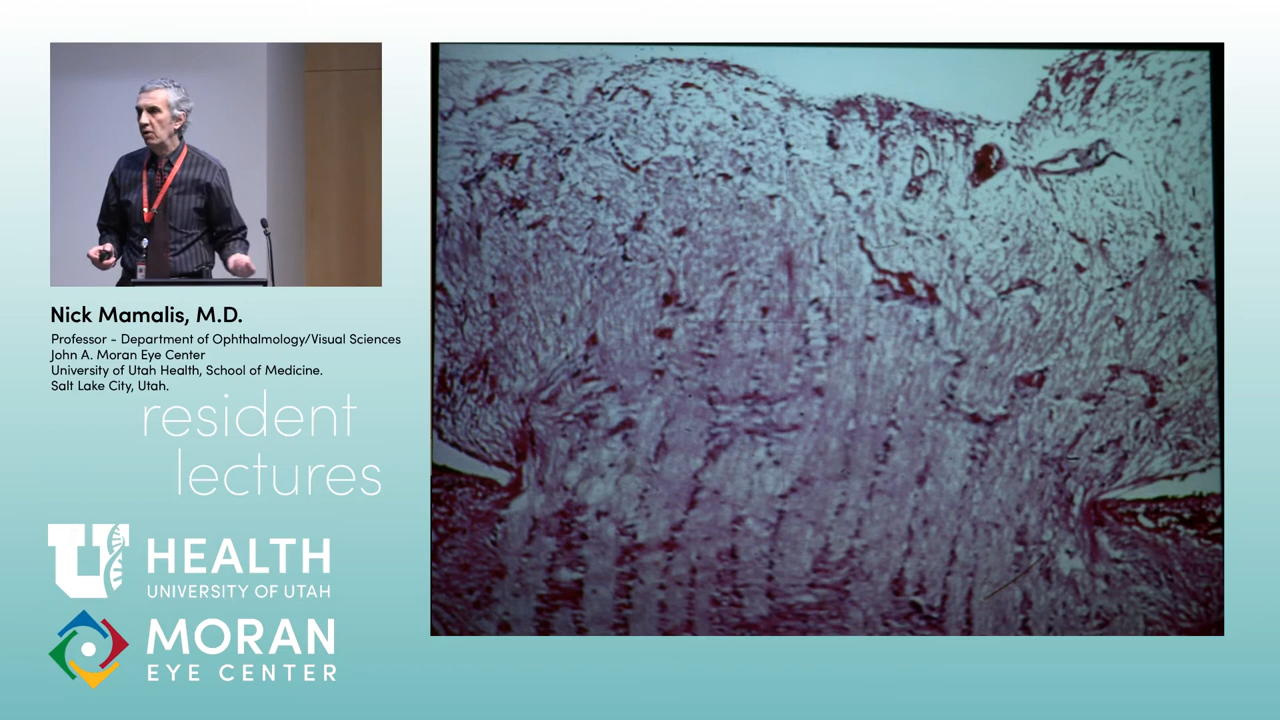 Nick Mamalis, M.D.
Professor - Department of Ophthalmology/Visual Sciences
John A. Moran Eye Center
University of Utah Health, School of Medicine.
Salt Lake City, Utah.
resident
lectures
U HEALTH
UNIVERSITY OF UTAH
MORAN
EYE CENTER